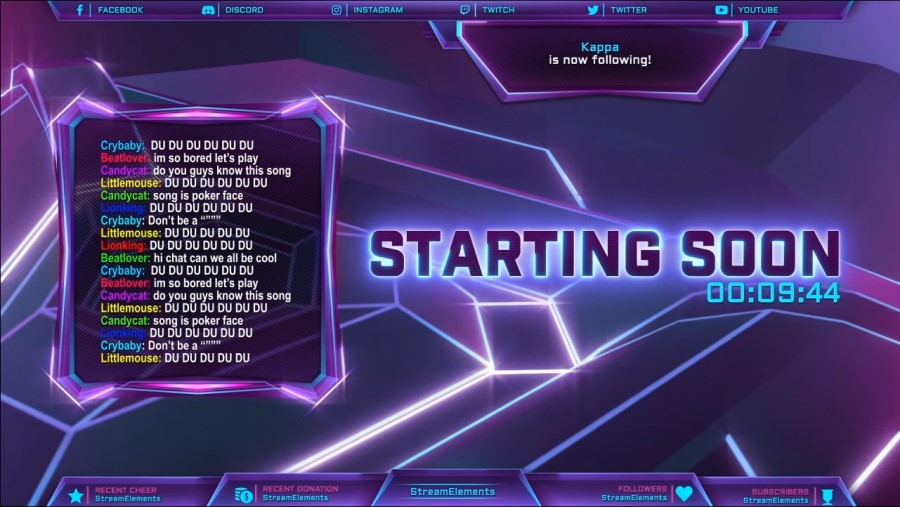 FACEBOOK
DISCORD
INSTAGRAM
TWITCH
TWITTER
YOUTUBE
Kappa
is now following!
Crybaby: DU DU DU DU DU DU
Beatlover: im so bored let's play
Candycat: do you guys know this song
Littlemouse: DU DU DU DU DU DU
Candycat: song is poker face
Lionking: DU DU DU DU DU DU
Crybaby: Don't be a “"”"”
Littlemouse: DU DU DU DU DU
Lionking: DU DU DU DU DU DU
Beatlover: hi chat can we all be cool
Crybaby: DU DU DU DU DU DU
Beatlover: im so bored let's play
Candycat: do you guys know this song
Littlemouse: DU DU DU DU DU DU
Candycat: song is poker face
Lionking: DU DU DU DU DU DU
Crybaby: Don't be a “"”"”
Littlemouse: DU DU DU DU DU
STARTING SOON
00:09:44
RECENT CHEER
StreamElements
RECENT DONATION
StreamElements
StreamElements
FOLLOWERS
StreamElements
SUBSCRIBERS
StreamElements